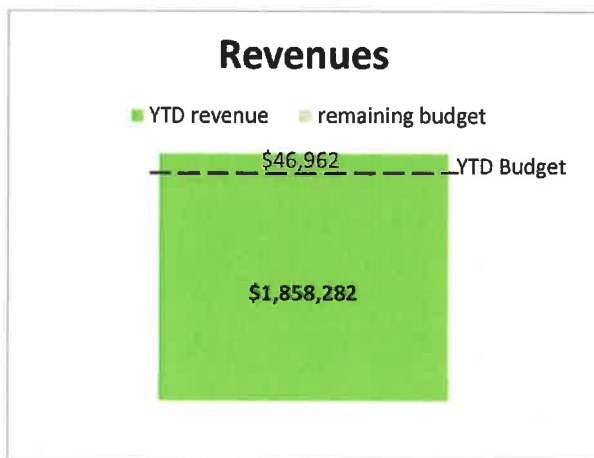 Revenues
YTD revenue remaining budget
$46,962
YTD Budget
$1,858,282